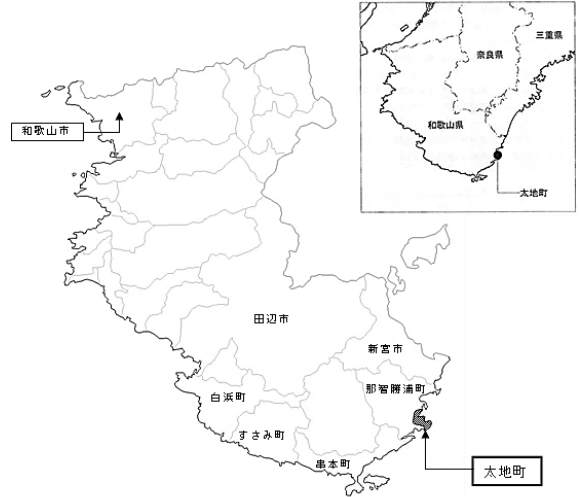 三重県
奈良県
和歌山県
太地町
和歌山市
田辺市
新宮市
那智勝浦町
白浜町
すさみ町
串本町
太地町